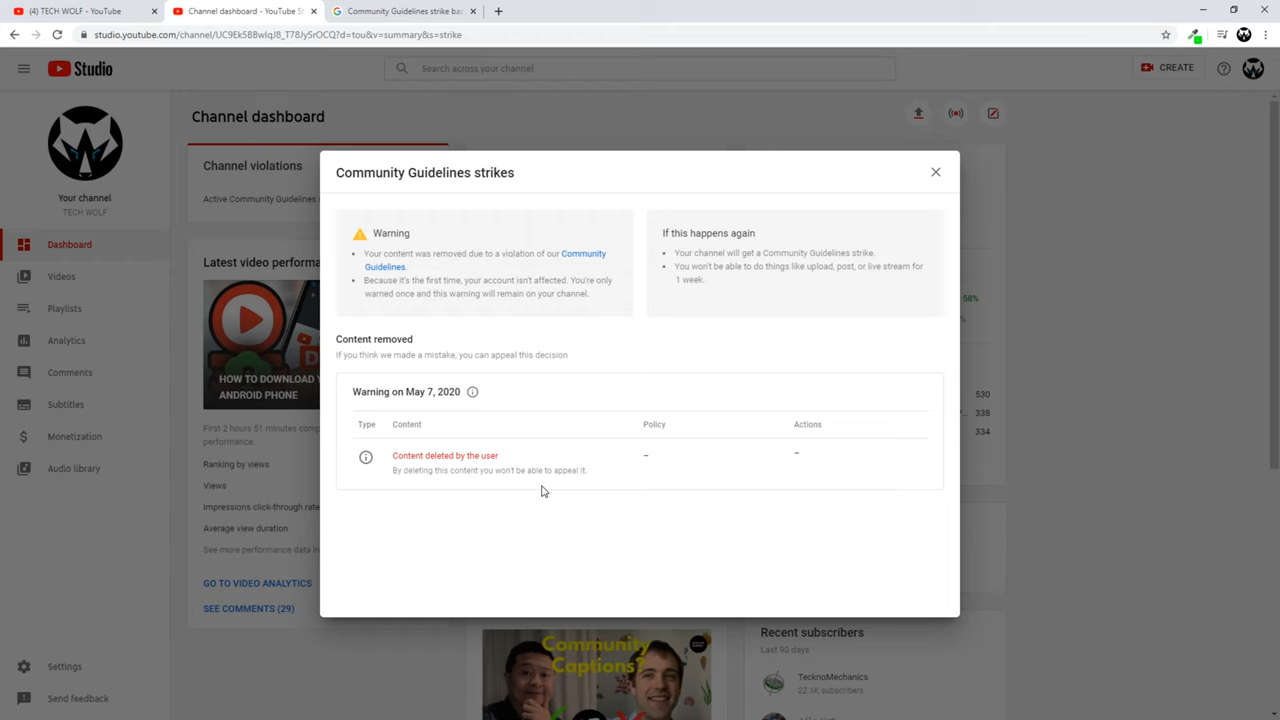 (4) TECH WOLF - YouTube
Channel dashboard - YouTube St
Community Guidelines strike ba
studio.youtube.com/channel/UC9Ek5BBwIqJ8_T78JySrOCQ?d=tou&v=summary&s=strike
Studio
Search across your channel
CREATE
Channel dashboard
Your channel
TECH WOLF
Dashboard
Videos
Playlists
Analytics
Comments
Subtitles
Monetization
Audio library
Settings
Send feedback
Channel violations
Active Community Guidelines
Latest video performa
HOW TO DOWNLOAD Y
ANDROID PHONE
First 2 hours 51 minutes comp
Ranking by views
Views
Impressions click-through rate
Average view duration
See more performance data in
GO TO VIDEO ANALYTICS
SEE COMMENTS (29)
Community Guidelines strikes
Warning
Your content was removed due to a violation of our Community
Guidelines.
Because it's the first time, your account isn't affected. You're only
warned once and this warning will remain on your channel.
If this happens again
Your channel will get a Community Guidelines strike.
You won't be able to do things like upload, post, or live stream for
1 week.
Content removed
If you think we made a mistake, you can appeal this decision
Warning on May 7, 2020
Type Content Policy Actions
Content deleted by the user – –
By deleting this content you won't be able to appeal it.
58%
530
338
334
Community
Captions?
Recent subscribers
Last 90 days
TecknoMechanics
22.1K subscribers